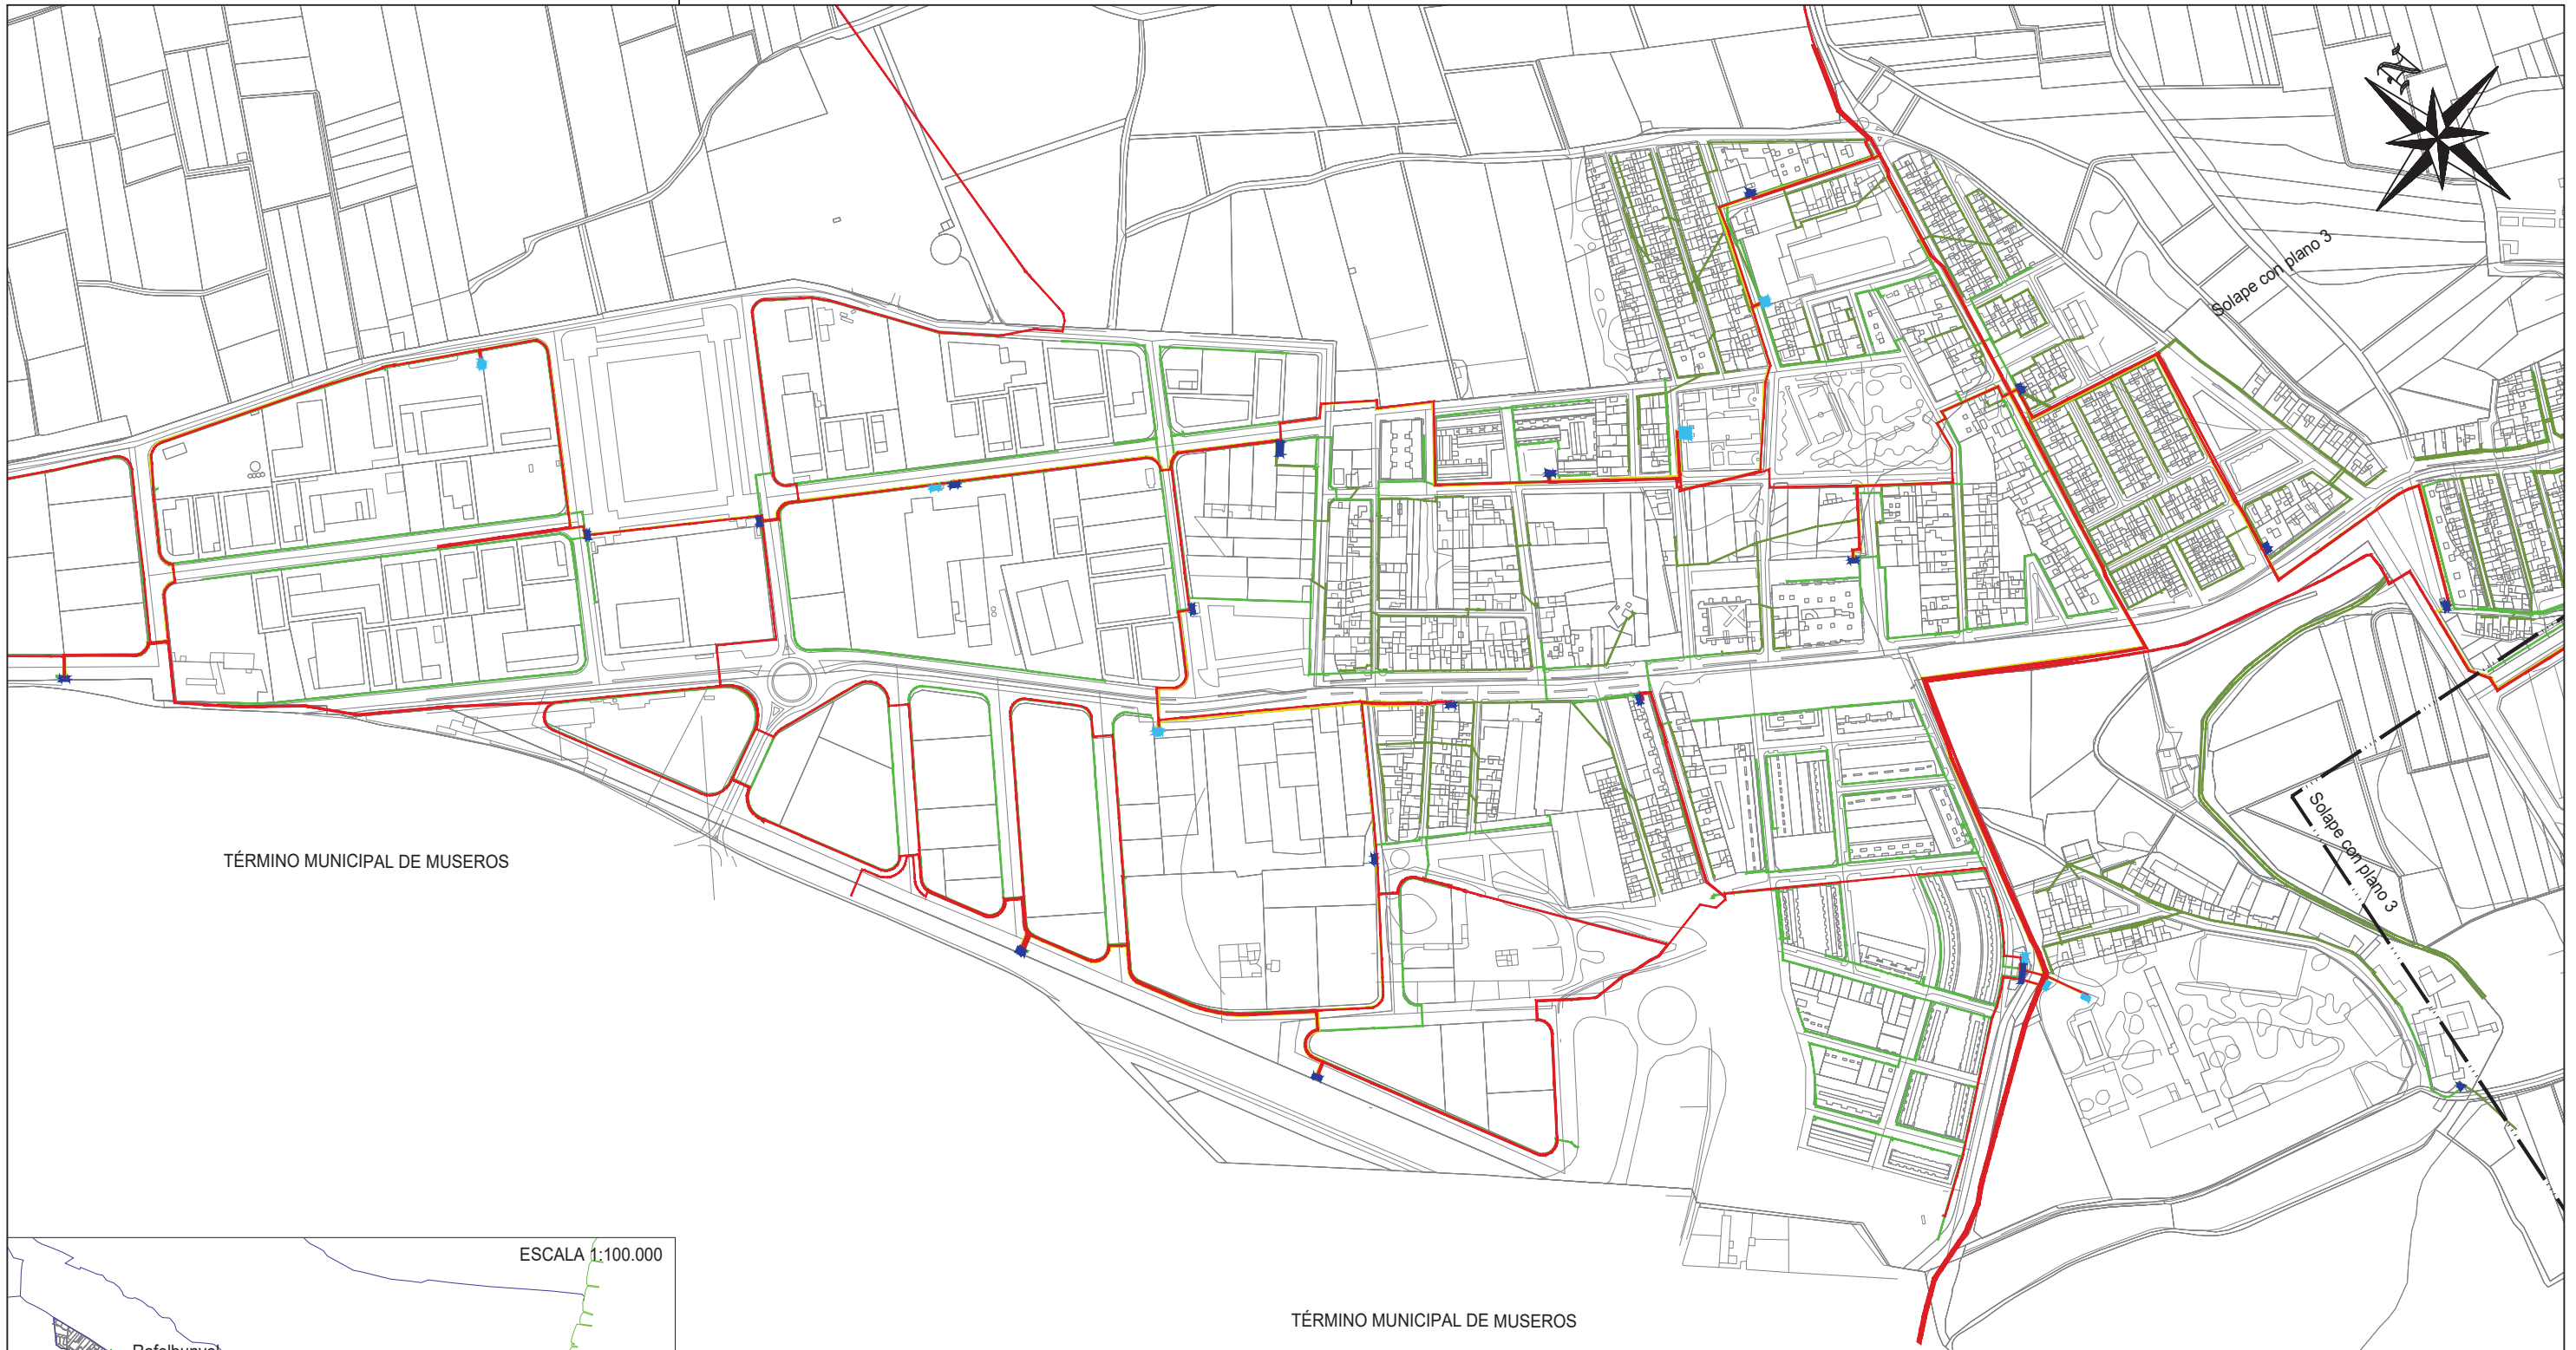 N
Solape con plano 3
Solape con plano 3
TÉRMINO MUNICIPAL DE MUSEROS
ESCALA 1:100.000
TÉRMINO MUNICIPAL DE MUSEROS
Rafelbunyol